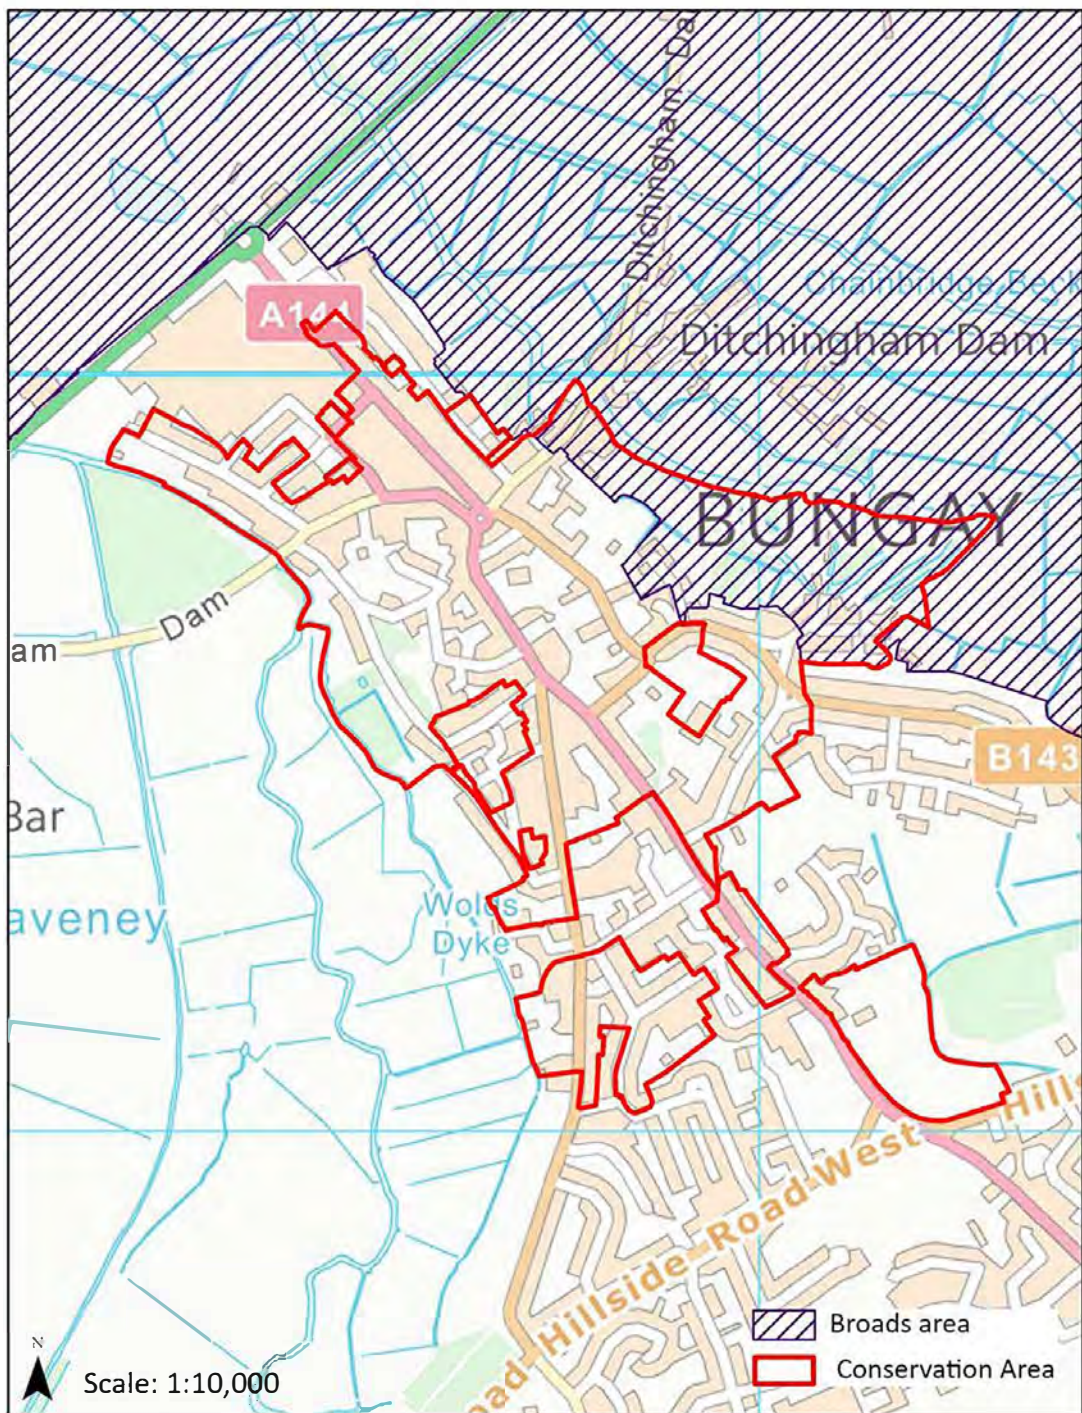 Ditchingham Da
Chainbridge Beck
A144
Ditchingham Dam
BUNGAY
Dam
am
B143
Bar
aveney
Wolds
Dyke
Hills
Hillside Road West
oad
Broads area
Conservation Area
N
Scale: 1:10,000